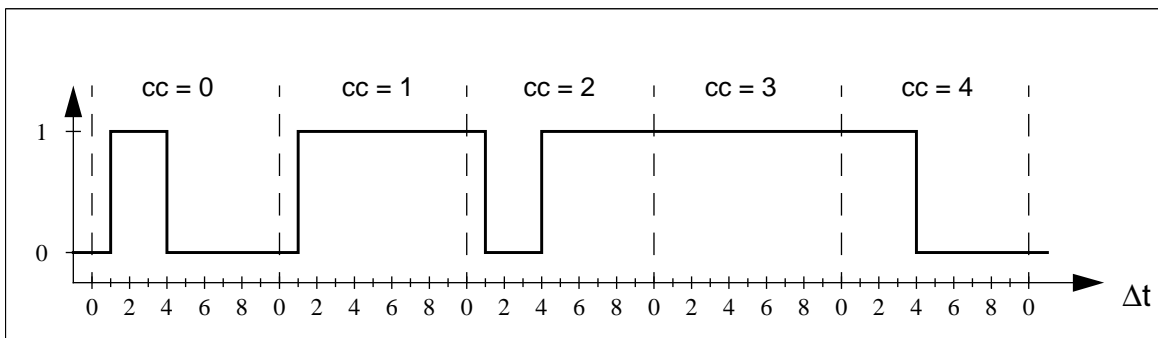 cc = 0 cc = 1 cc = 2 cc = 3 cc = 4
1
0
0 2 4 6 8 0 2 4 6 8 0 2 4 6 8 0 2 4 6 8 0 2 4 6 8 0
Δt